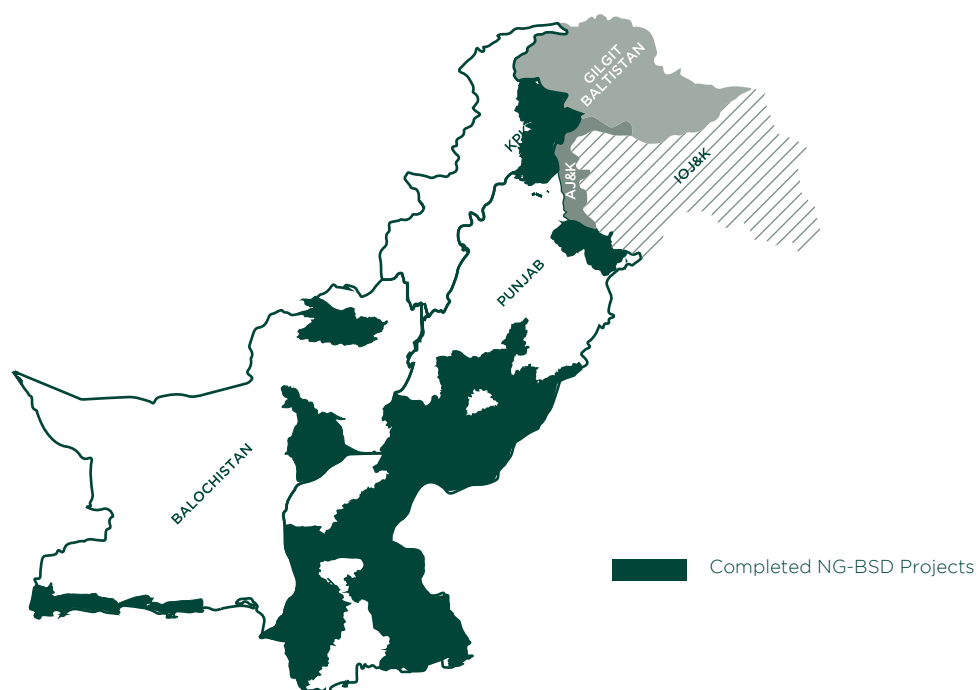 GILGIT
BALTISTAN
KPK
AJ&K
IOJ&K
PUNJAB
BALOCHISTAN
Completed NG-BSD Projects